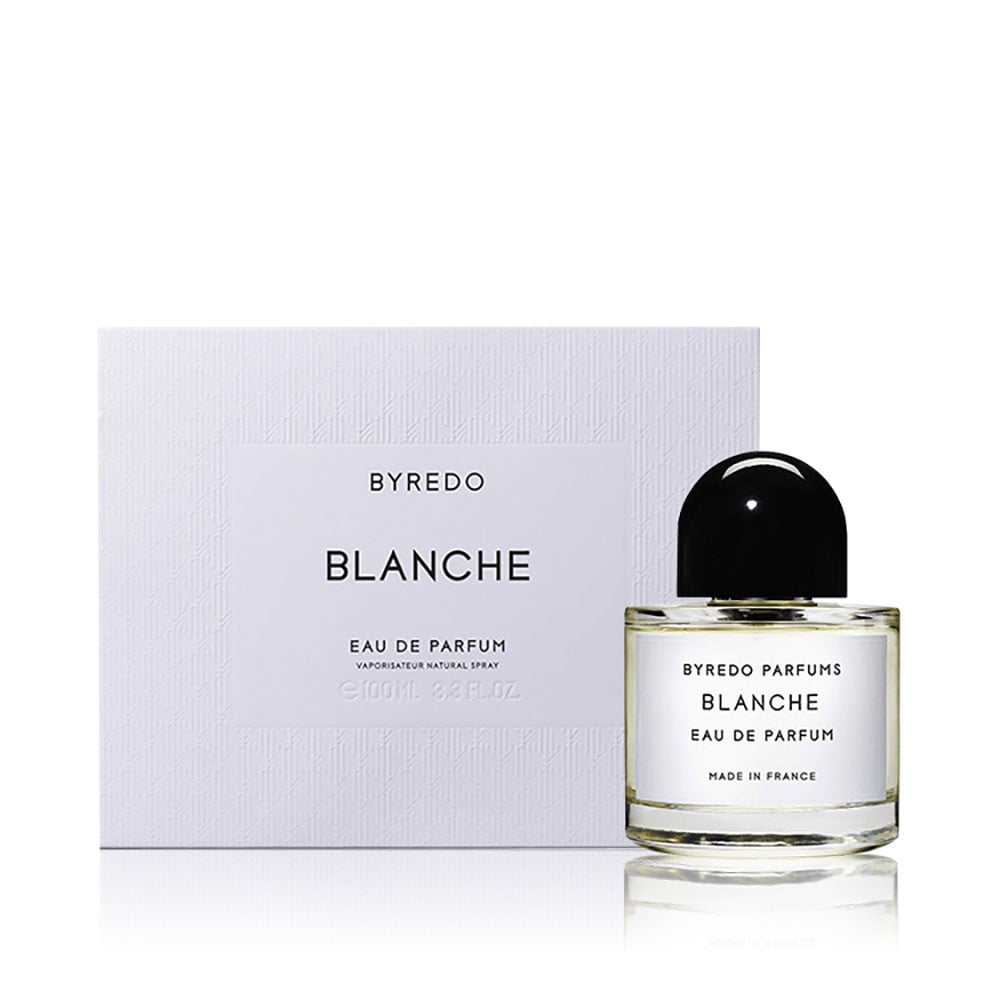 BYREDO
BLANCHE
EAU DE PARFUM
VAPORISATEUR NATURAL SPRAY
℮100ML 3.3 FL.OZ.
BYREDO PARFUMS
BLANCHE
EAU DE PARFUM
MADE IN FRANCE